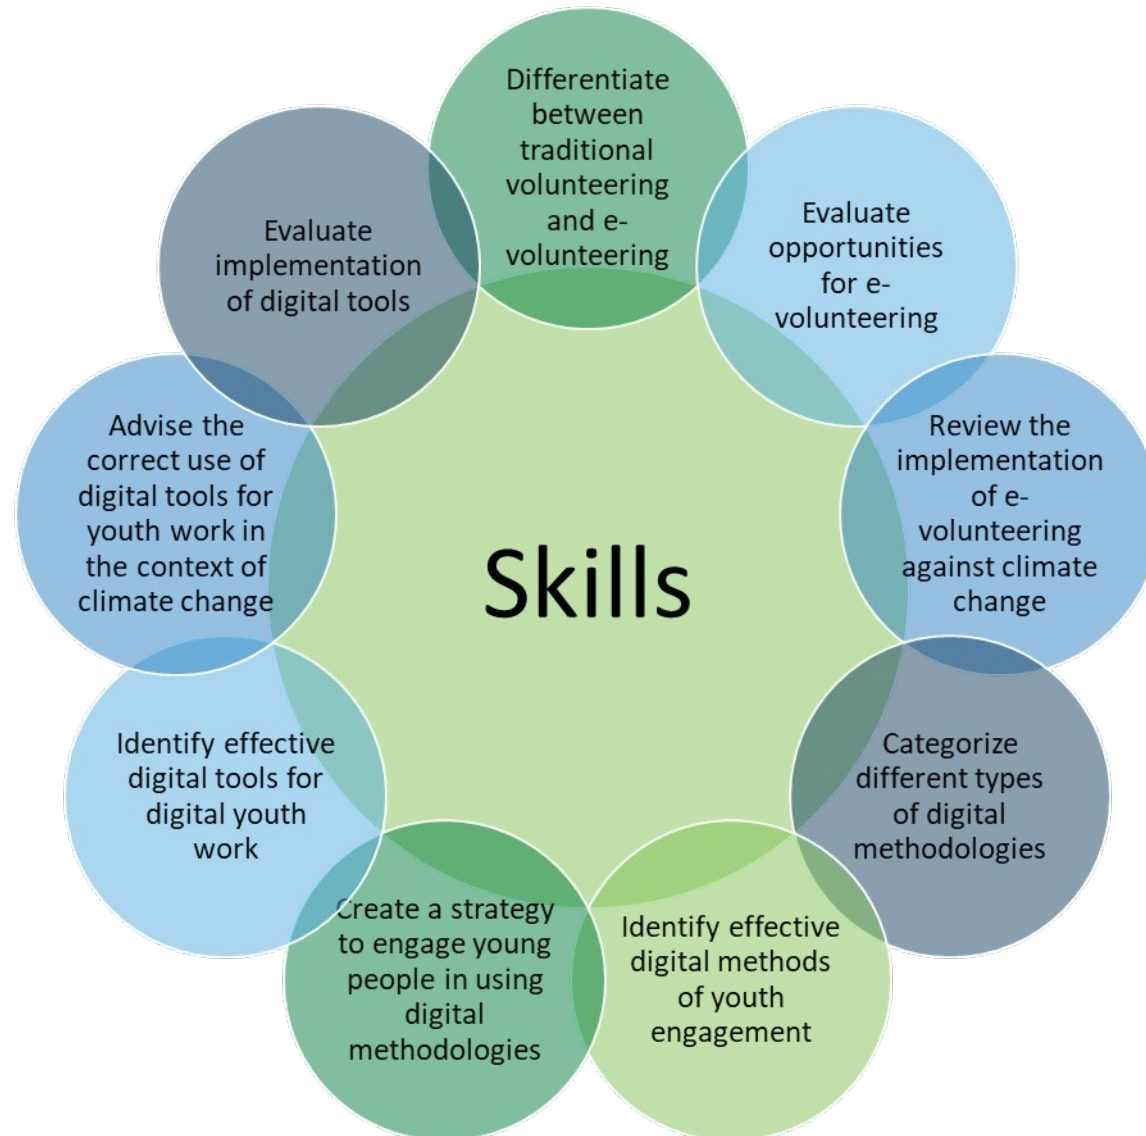 Differentiate
between
traditional
volunteering
and e-
volunteering
Evaluate
opportunities
for e-
volunteering
Review the
implementation
of e-
volunteering
against climate
change
Categorize
different types
of digital
methodologies
Identify effective
digital methods
of youth
engagement
Create a strategy
to engage young
people in using
digital
methodologies
Identify effective
digital tools for
digital youth
work
Advise the
correct use of
digital tools for
youth work in
the context of
climate change
Evaluate
implementation
of digital tools
Skills